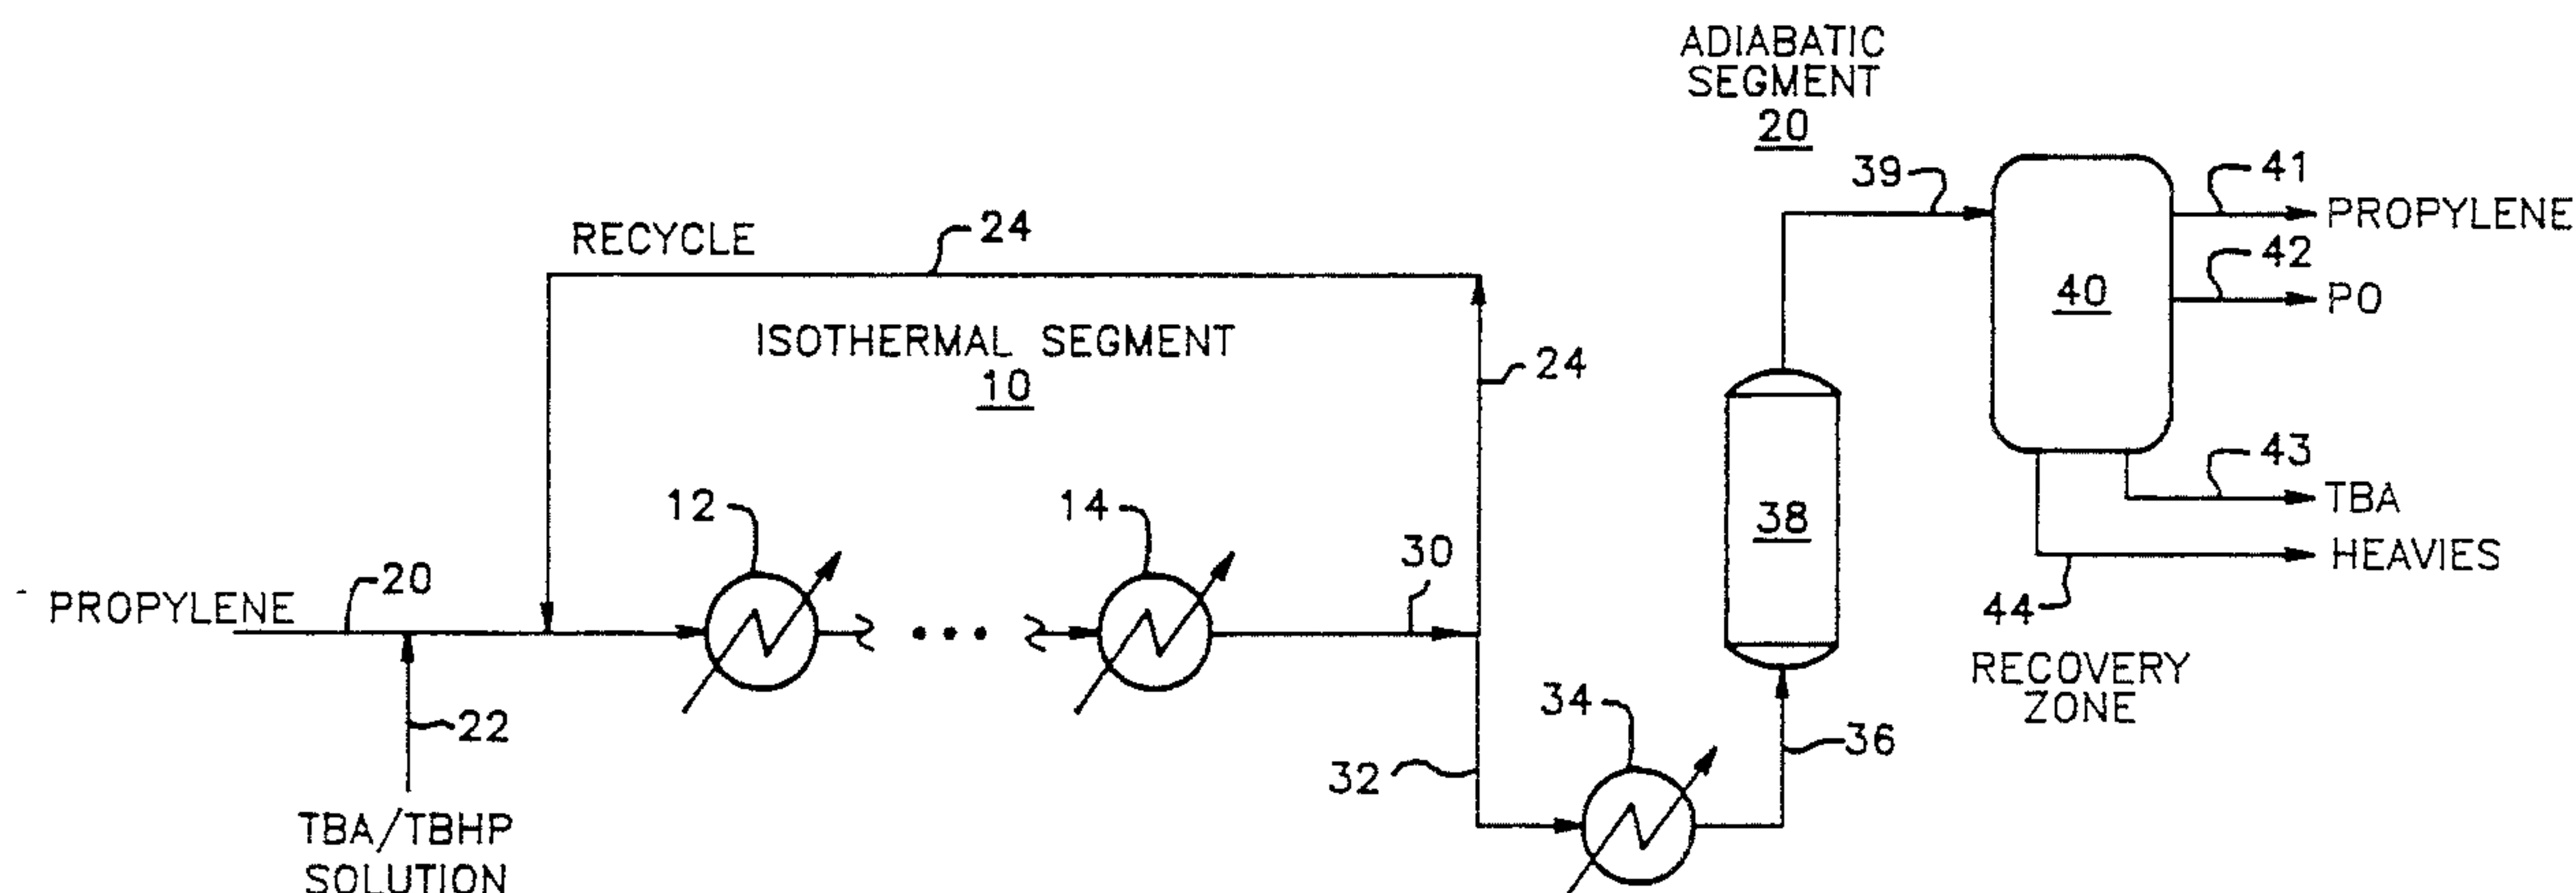 ADIABATIC
SEGMENT
20
39
41
PROPYLENE
42
PO
40
RECYCLE
24
ISOTHERMAL SEGMENT
10
24
43
TBA
HEAVIES
44
RECOVERY
ZONE
12
14
30
38
PROPYLENE
20
22
TBA/TBHP
SOLUTION
32
34
36